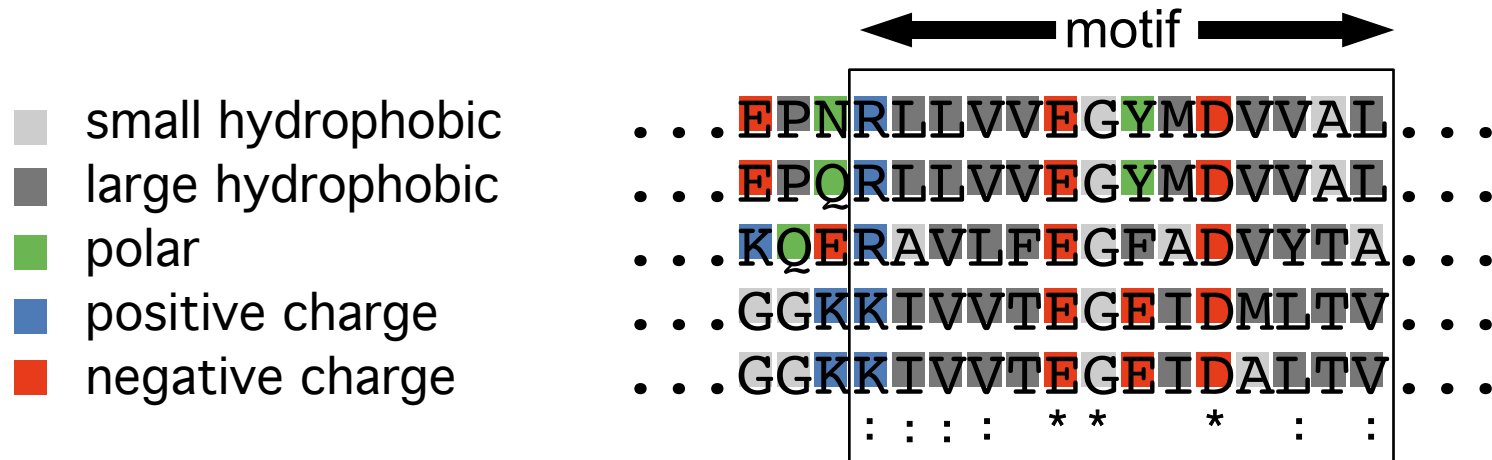 motif
small hydrophobic ...EPNRLLVVEGYMDVVAL...
large hydrophobic ...EPQRLLVVEGYMDVVAL...
polar ...KQERAVLFEGFADVYTA...
positive charge ...GGKKIVVTEGEIDMLTV...
negative charge ...GGKKIVVTEGEIDALTV...
: : : : * * * : :